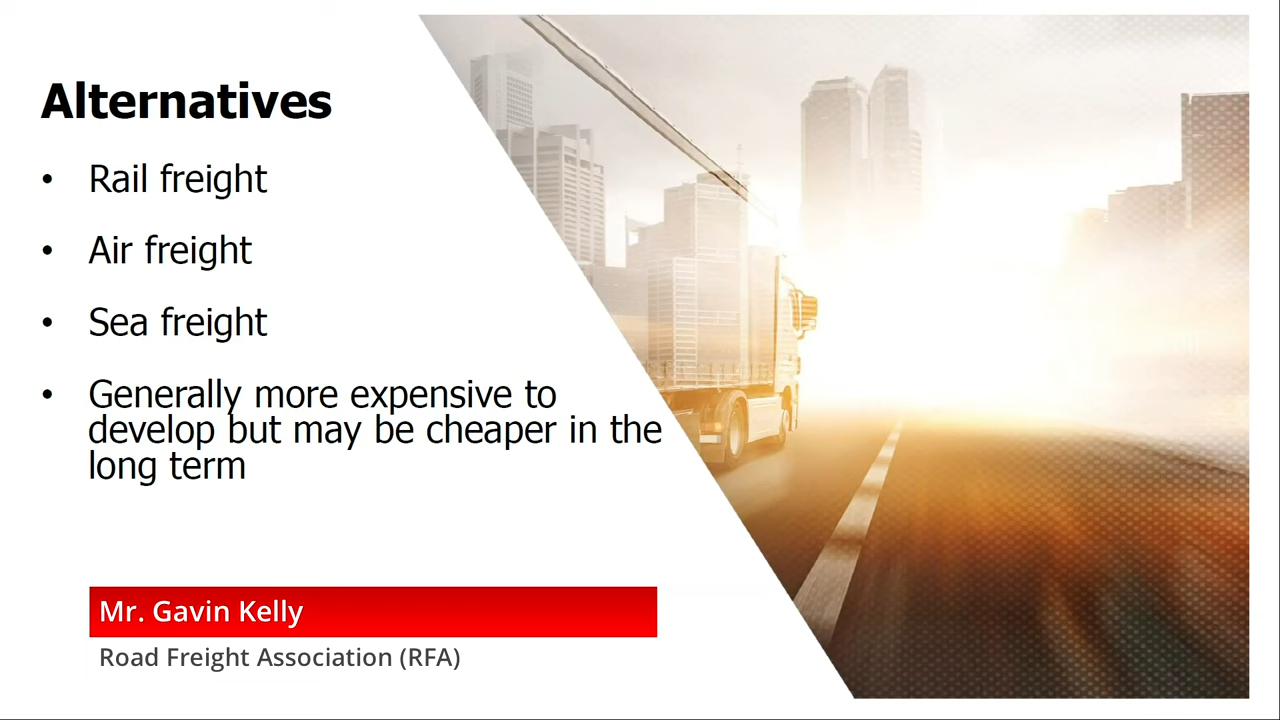 Alternatives
• Rail freight
• Air freight
• Sea freight
• Generally more expensive to
develop but may be cheaper in the
long term
Mr. Gavin Kelly
Road Freight Association (RFA)